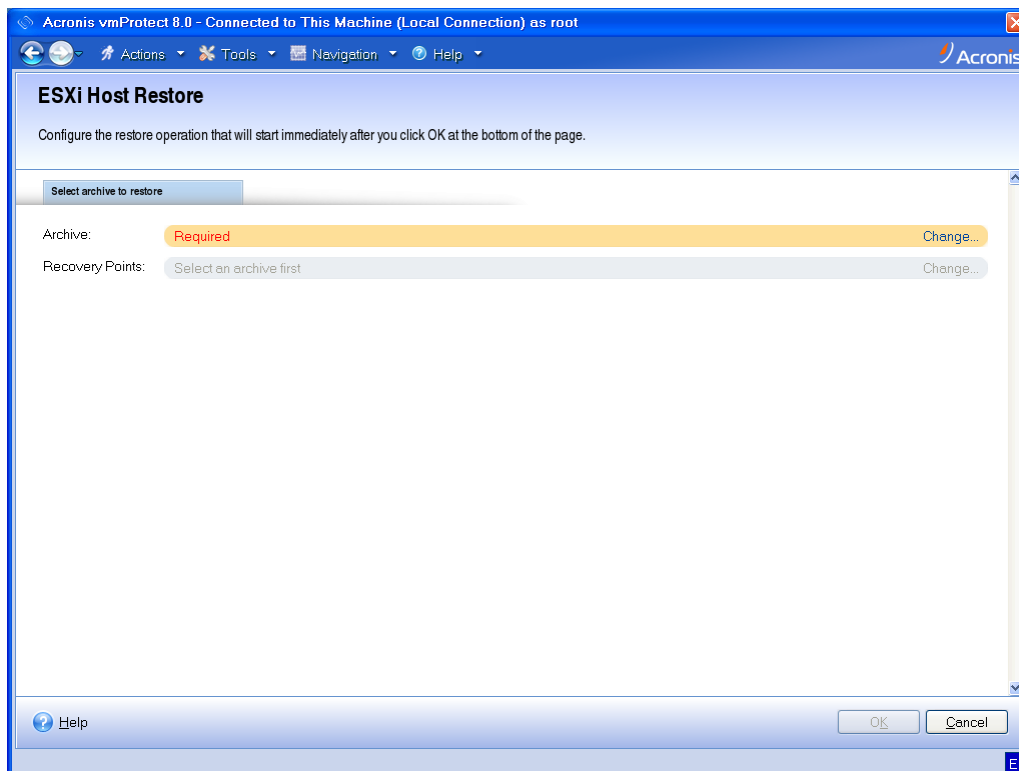 Acronis vmProtect 8.0 - Connected to This Machine (Local Connection) as root
Actions Tools Navigation Help Acronis
ESXi Host Restore
Configure the restore operation that will start immediately after you click OK at the bottom of the page.
Select archive to restore
Archive: Required Change...
Recovery Points: Select an archive first Change...
Help OK Cancel
E